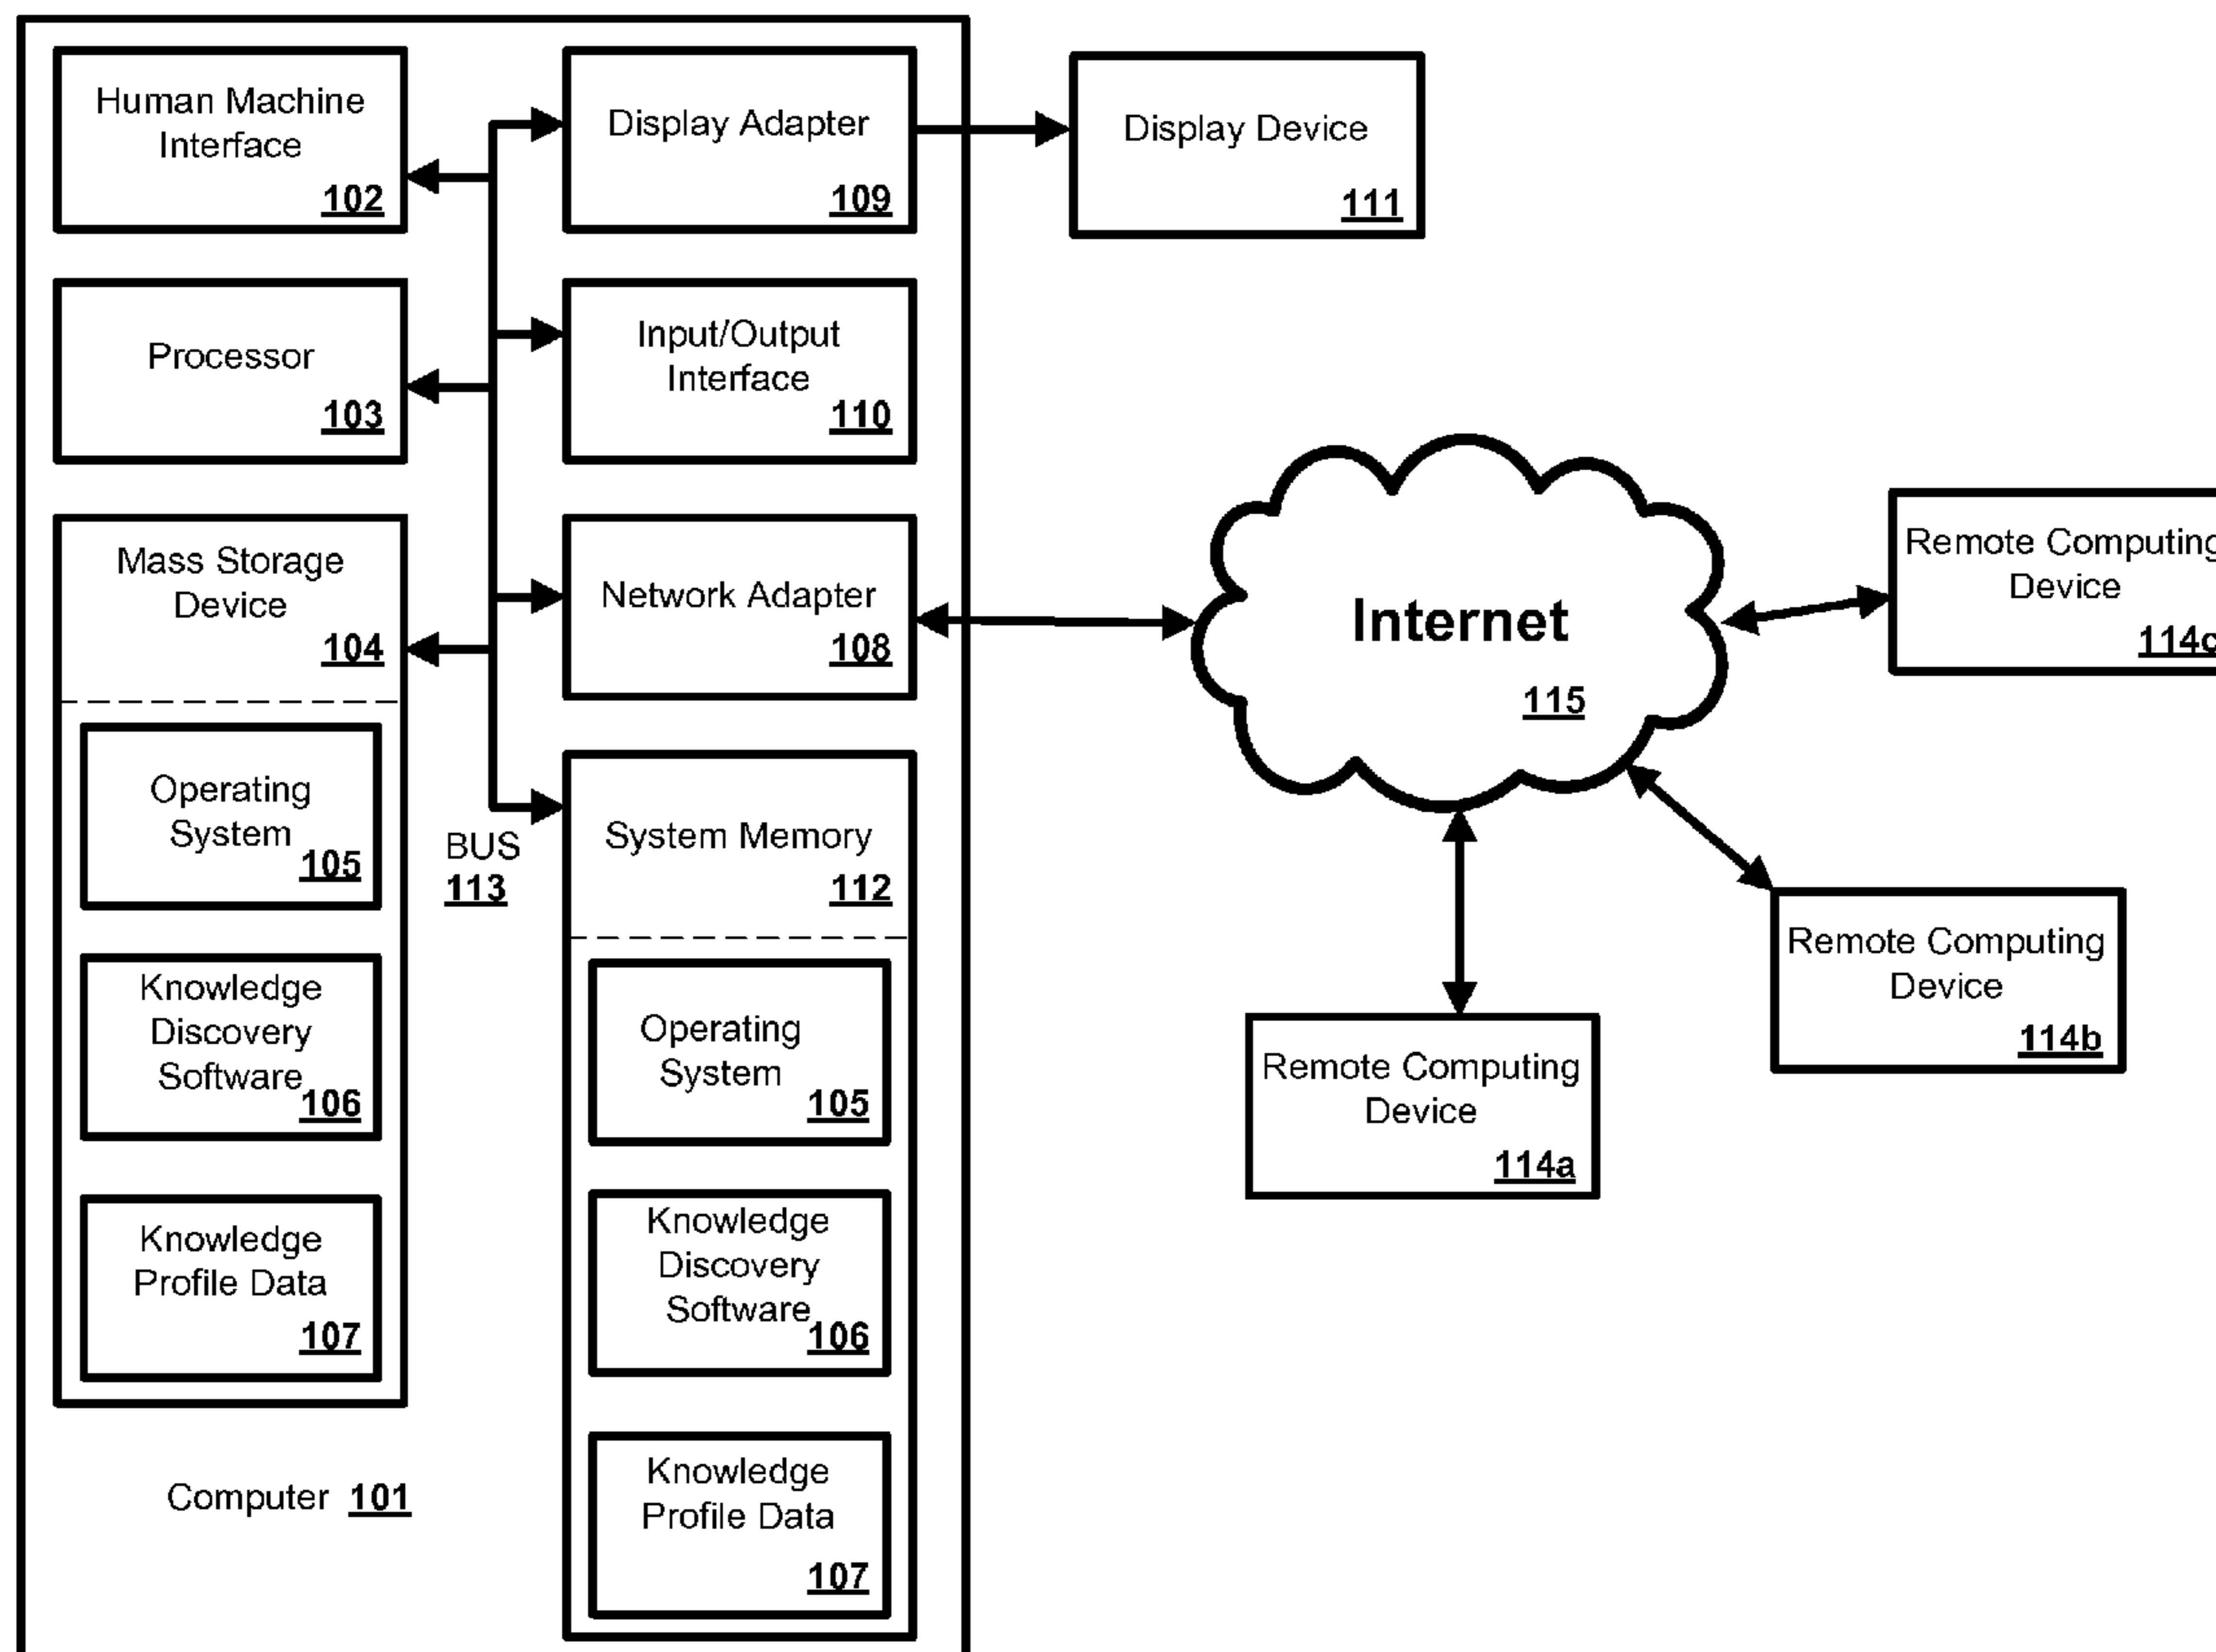 Human Machine
Interface
102
Processor
103
Mass Storage
Device
104
Operating
System
105
Knowledge
Discovery
Software
106
Knowledge
Profile Data
107
Computer 101
BUS
113
Display Adapter
109
Input/Output
Interface
110
Network Adapter
108
System Memory
112
Operating
System
105
Knowledge
Discovery
Software
106
Knowledge
Profile Data
107
Display Device
111
Internet
115
Remote Computing
Device
114a
Remote Computing
Device
114b
Remote Computing
Device
114c